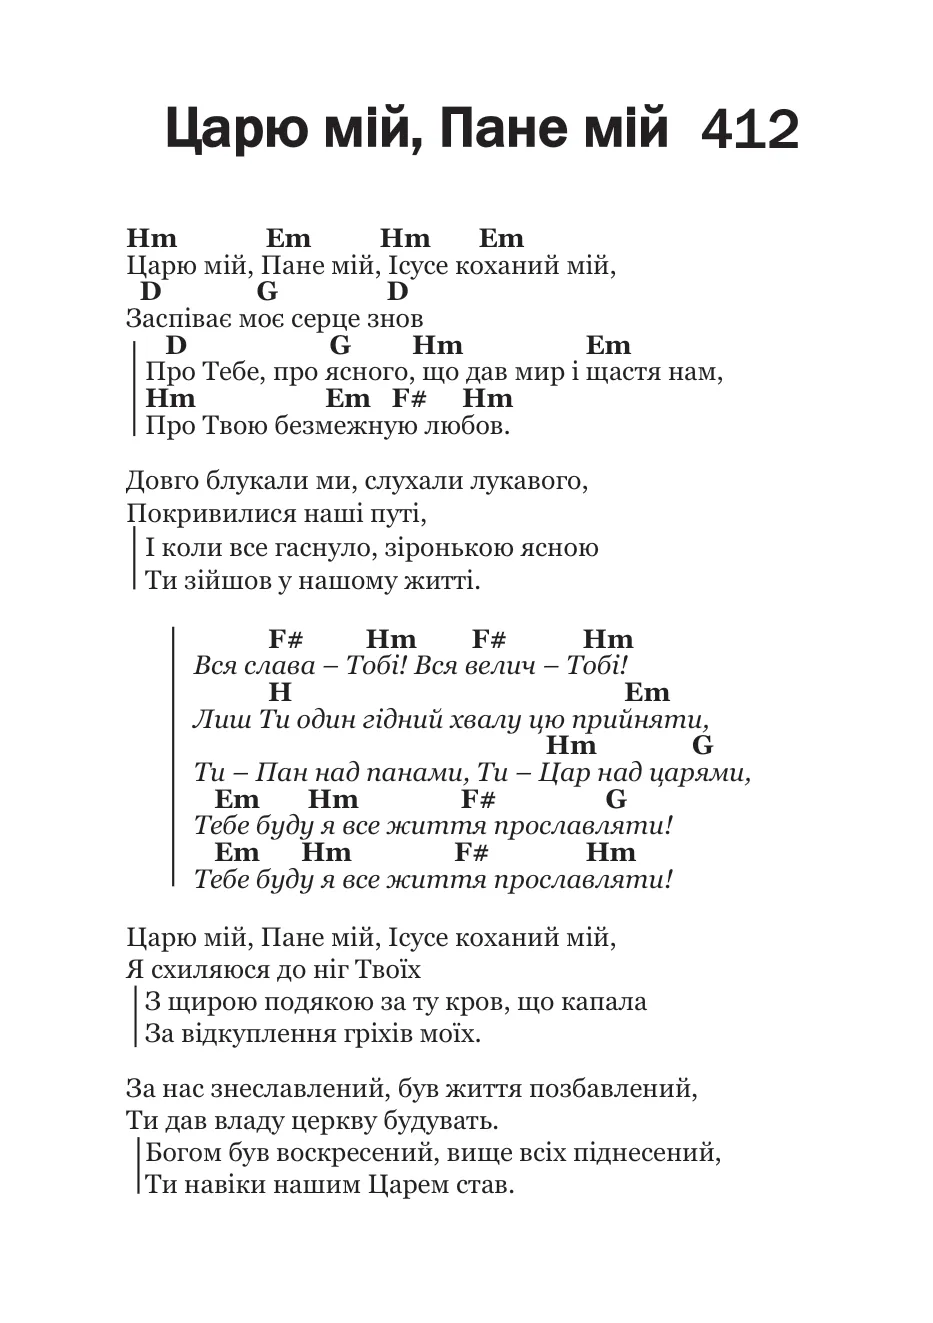 Царю мій, Пане мій 412
Hm Em Hm Em
Царю мій, Пане мій, Ісусе коханий мій,
D G D
Заспіває моє серце знов
D G Hm Em
Про Тебе, про ясного, що дав мир і щастя нам,
Hm Em F# Hm
Про Твою безмежную любов.
Довго блукали ми, слухали лукавого,
Покривилися наші путі,
І коли все гаснуло, зіронькою ясною
Ти зійшов у нашому житті.
F# Hm F# Hm
Вся слава – Тобі! Вся велич – Тобі!
H Em
Лиш Ти один гідний хвалу цю прийняти,
Hm G
Ти – Пан над панами, Ти – Цар над царями,
Em Hm F# G
Тебе буду я все життя прославляти!
Em Hm F# Hm
Тебе буду я все життя прославляти!
Царю мій, Пане мій, Ісусе коханий мій,
Я схиляюся до ніг Твоїх
З щирою подякою за ту кров, що капала
За відкуплення гріхів моїх.
За нас знеславлений, був життя позбавлений,
Ти дав владу церкву будувать.
Богом був воскресений, вище всіх піднесений,
Ти навіки нашим Царем став.